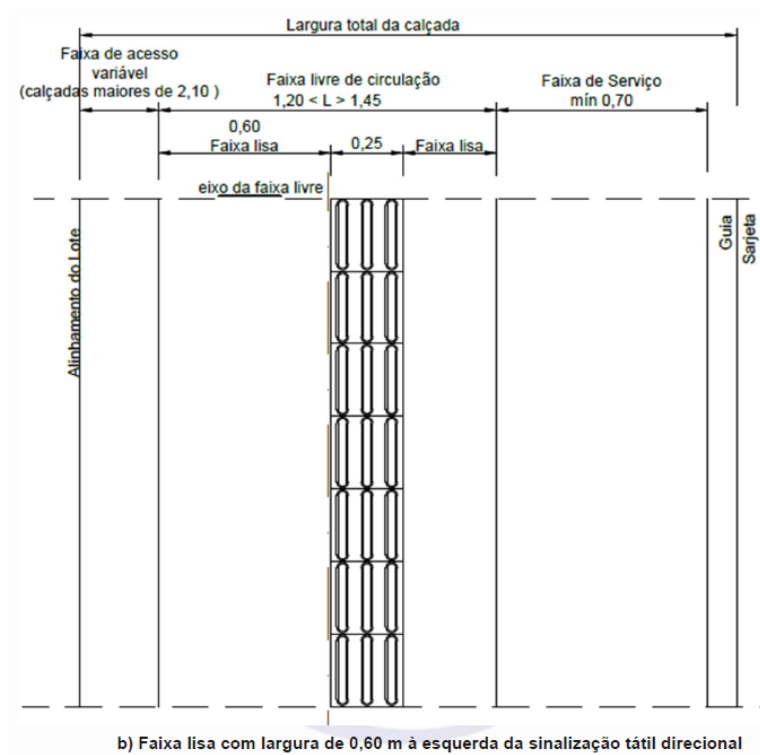 Largura total da calçada
Faixa de acesso
variável
(calçadas maiores de 2,10 )
Faixa livre de circulação
1,20 < L > 1,45
Faixa de Serviço
mín 0,70
0,60
Faixa lisa
0,25
Faixa lisa
eixo da faixa livre
Alinhamento do Lote
Guia
Sarjeta
b) Faixa lisa com largura de 0,60 m à esquerda da sinalização tátil direcional